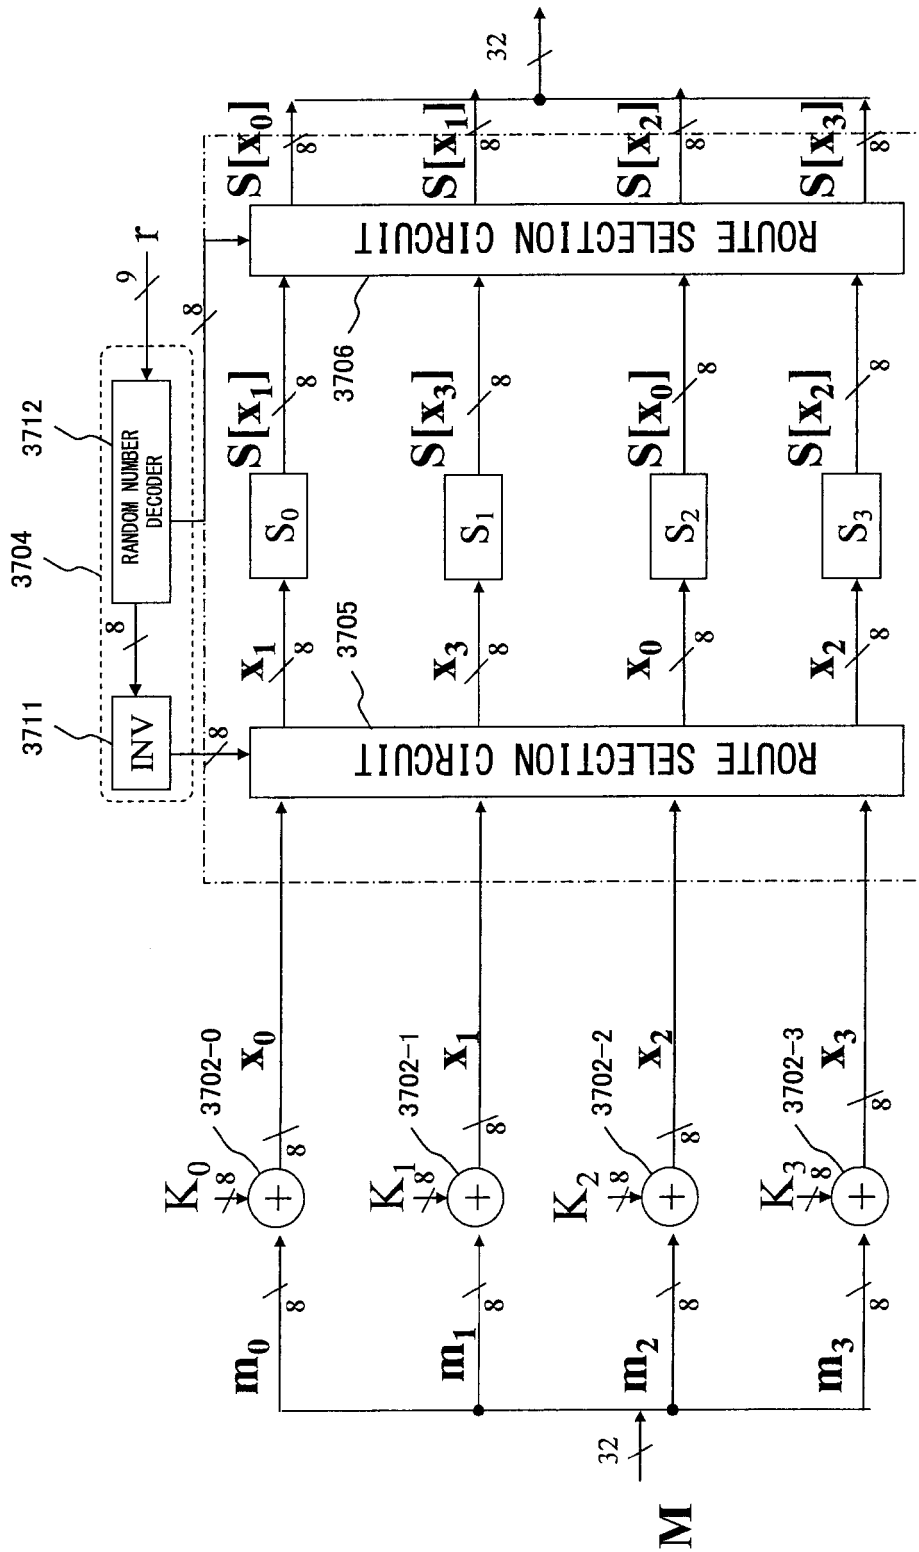 3704
3711
INV
8
3712
RANDOM NUMBER
DECODER
9
r
8
8
M
32
m0
8
K0
8
3702-0
8
x0
m1
8
K1
8
3702-1
8
x1
m2
8
K2
8
3702-2
8
x2
m3
8
K3
8
3702-3
8
x3
3705
ROUTE SELECTION CIRCUIT
x1
8
S0
S[x1]
8
x3
8
S1
S[x3]
8
x0
8
S2
S[x0]
8
x2
8
S3
S[x2]
8
3706
ROUTE SELECTION CIRCUIT
S[x0]
8
S[x1]
8
S[x2]
8
S[x3]
8
32